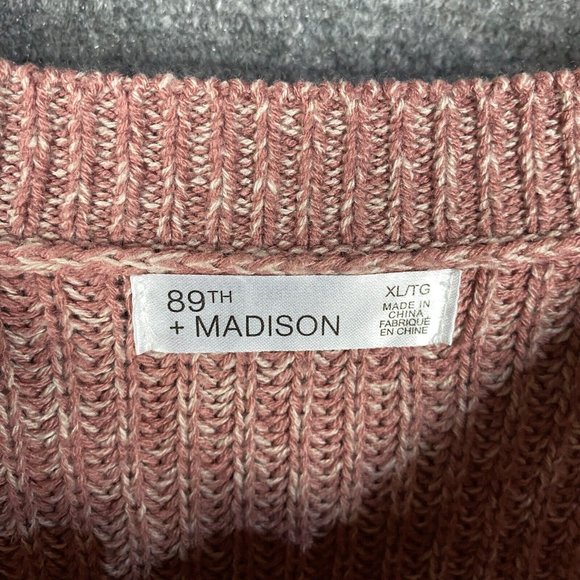 89TH
+ MADISON
XL/TG
MADE IN
CHINA
FABRIQUÉ
EN CHINE